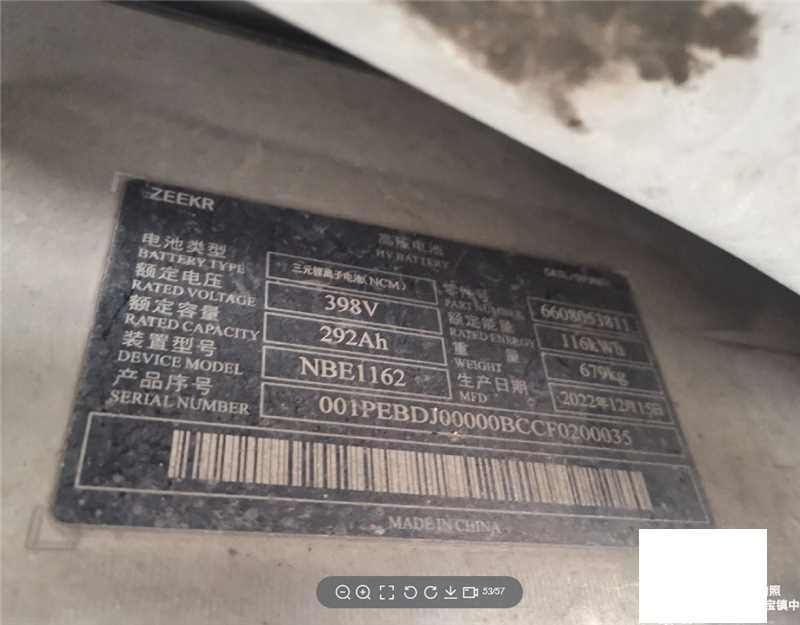 ZEEKR
高压电池
HV BATTERY
电池类型
BATTERY TYPE
三元锂离子电池(NCM)
零件号
PART NUMBER
6608053811
额定电压
RATED VOLTAGE
398V
额定能量
RATED ENERGY
116kWh
额定容量
RATED CAPACITY
292Ah
重量
WEIGHT
679kg
装置型号
DEVICE MODEL
NBE1162
生产日期
MFD
2022年12月15日
产品序号
SERIAL NUMBER
001PEBDJ00000BCCF0200035
MADE IN CHINA
53/57
照
宝镇中